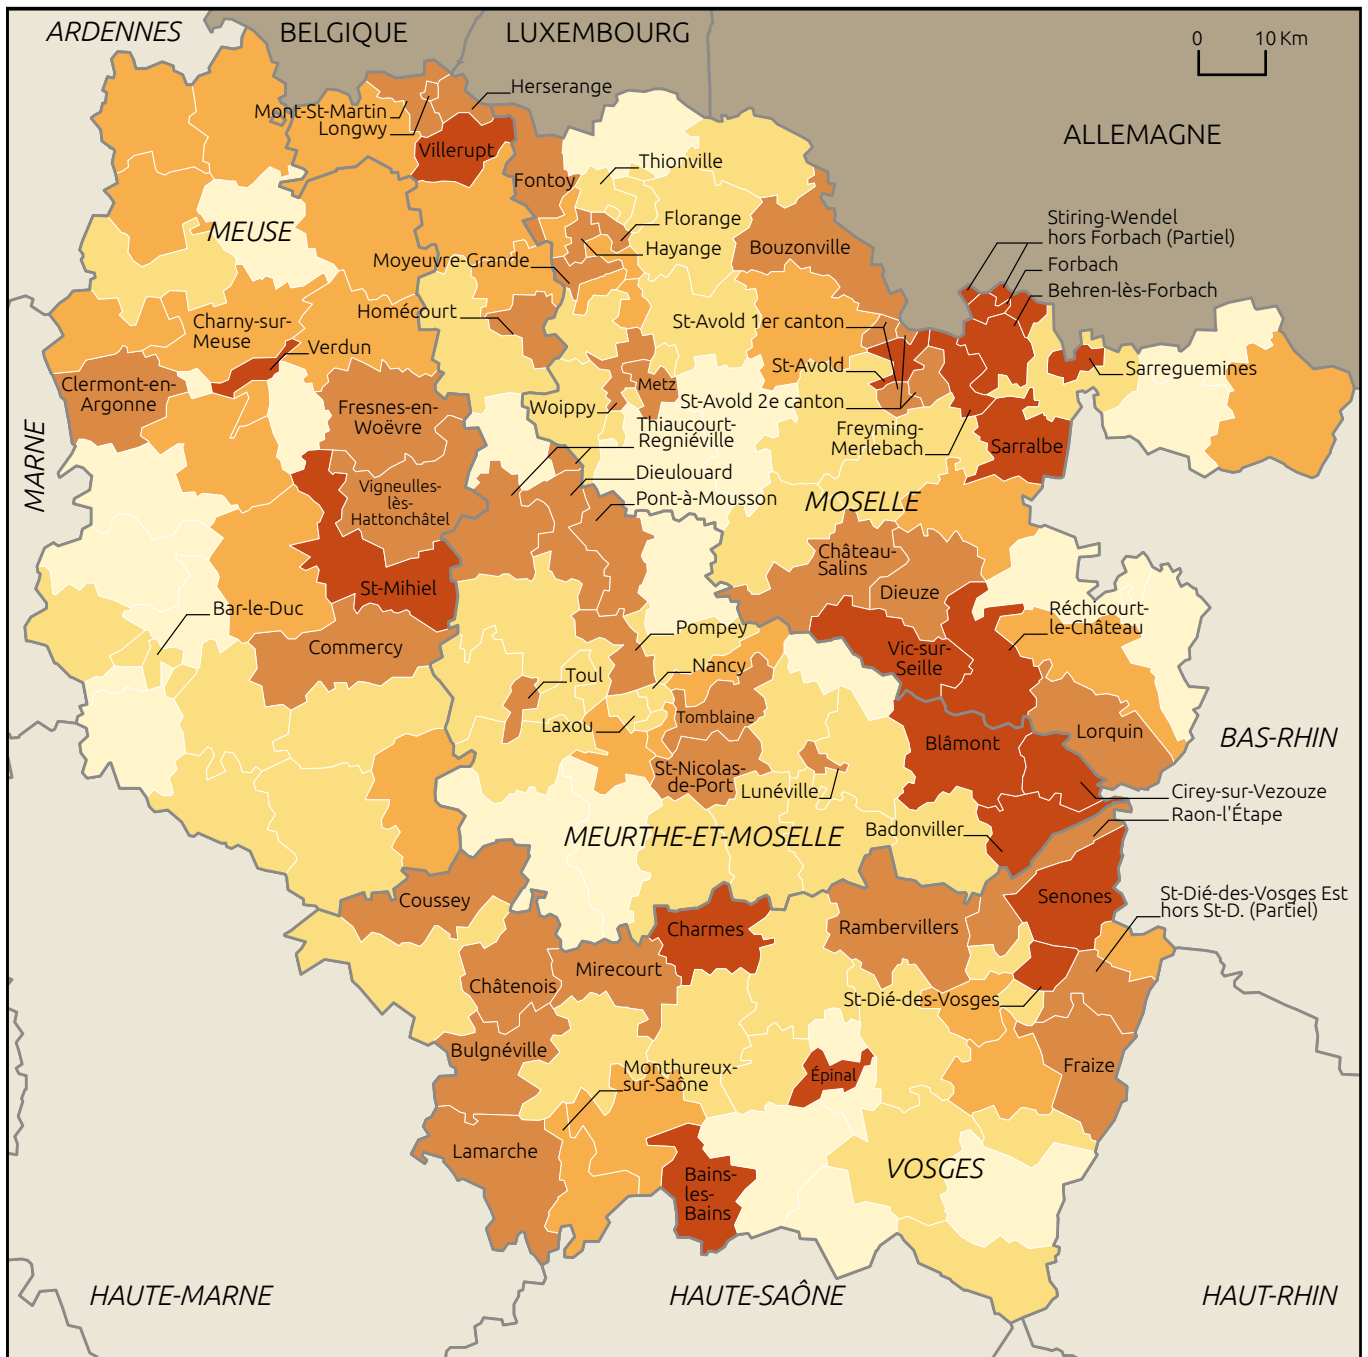 ARDENNES
BELGIQUE
LUXEMBOURG
0 10 Km
ALLEMAGNE
Herserange
Mont-St-Martin
Longwy
Villerupt
Thionville
Fontoy
MEUSE
Florange
Hayange
Stiring-Wendel
hors Forbach (Partiel)
Bouzonville
Moyeuvre-Grande
Forbach
Behren-lès-Forbach
Homécourt
Charny-sur-
Meuse
St-Avold 1er canton
Verdun
St-Avold
Sarreguemines
Clermont-en-
Argonne
Metz
St-Avold 2e canton
Woippy
Fresnes-en-
Woëvre
Thiaucourt-
Regniéville
Freyming-
Merlebach
Sarralbe
MARNE
Dieulouard
Vigneulles-
lès-
Hattonchâtel
Pont-à-Mousson
MOSELLE
Château-
Salins
St-Mihiel
Dieuze
Bar-le-Duc
Réchicourt-
le-Château
Pompey
Commercy
Vic-sur-
Seille
Nancy
Toul
Laxou
Tomblaine
Lorquin
BAS-RHIN
Blâmont
St-Nicolas-
de-Port
Lunéville
Cirey-sur-Vezouze
Raon-l'Étape
MEURTHE-ET-MOSELLE
Badonviller
Coussey
Senones
St-Dié-des-Vosges Est
hors St-D. (Partiel)
Charmes
Rambervillers
Mirecourt
Châtenois
St-Dié-des-Vosges
Bulgnéville
Monthureux-
sur-Saône
Épinal
Fraize
Lamarche
VOSGES
Bains-
les-
Bains
HAUTE-MARNE
HAUTE-SAÔNE
HAUT-RHIN